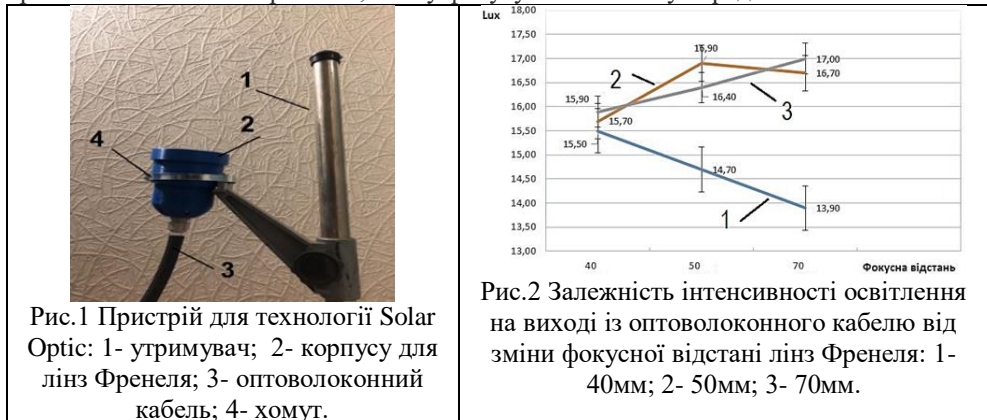 1
2
4
3
Рис.1 Пристрій для технології Solar
Optic: 1- утримувач; 2- корпусу для
лінз Френеля; 3- оптоволоконний
кабель; 4- хомут.
Lux
18,00
17,50
17,00
16,50
16,00
15,50
15,00
14,50
14,00
13,50
13,00
16,90
17,00
16,70
2
3
16,40
15,90
15,70
15,50
14,70
13,90
1
40 50 70 Фокусна відстань
Рис.2 Залежність інтенсивності освітлення
на виході із оптоволоконного кабелю від
зміни фокусної відстані лінз Френеля: 1-
40мм; 2- 50мм; 3- 70мм.